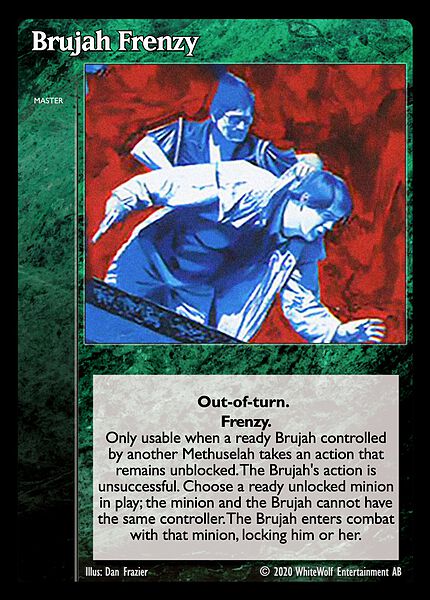 Brujah Frenzy
MASTER
Out-of-turn.
Frenzy.
Only usable when a ready Brujah controlled
by another Methuselah takes an action that
remains unblocked.The Brujah's action is
unsuccessful. Choose a ready unlocked minion
in play; the minion and the Brujah cannot have
the same controller.The Brujah enters combat
with that minion, locking him or her.
Illus: Dan Frazier © 2020 WhiteWolf Entertainment AB